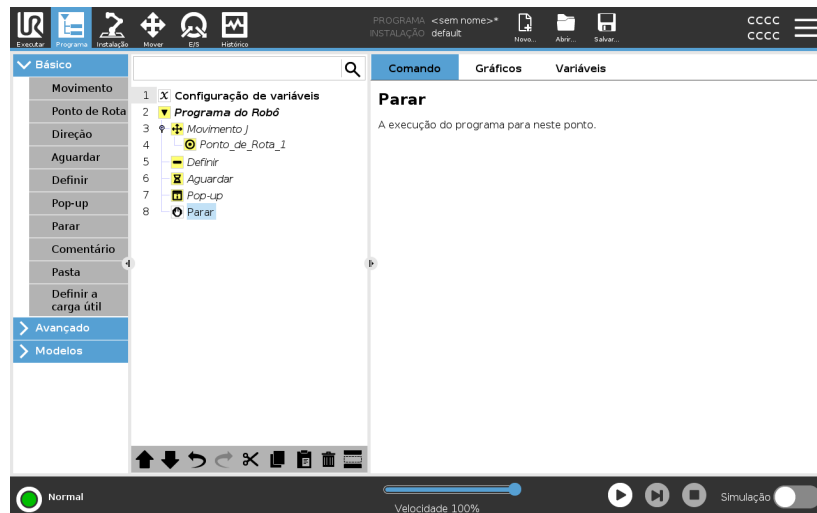 UR
Executar
Programa
Instalação
Mover
E/S
Histórico
PROGRAMA <sem nome>*
INSTALAÇÃO default
Novo...
Abrir...
Salvar...
CCCC
CCCC
Básico
Movimento
Ponto de Rota
Direção
Aguardar
Definir
Pop-up
Parar
Comentário
Pasta
Definir a
carga útil
Avançado
Modelos
1 X Configuração de variáveis
2 Programa do Robô
3 Movimento J
4 Ponto_de_Rota_1
5 Definir
6 Aguardar
7 Pop-up
8 Parar
Comando Gráficos Variáveis
Parar
A execução do programa para neste ponto.
Normal
Velocidade 100%
Simulação